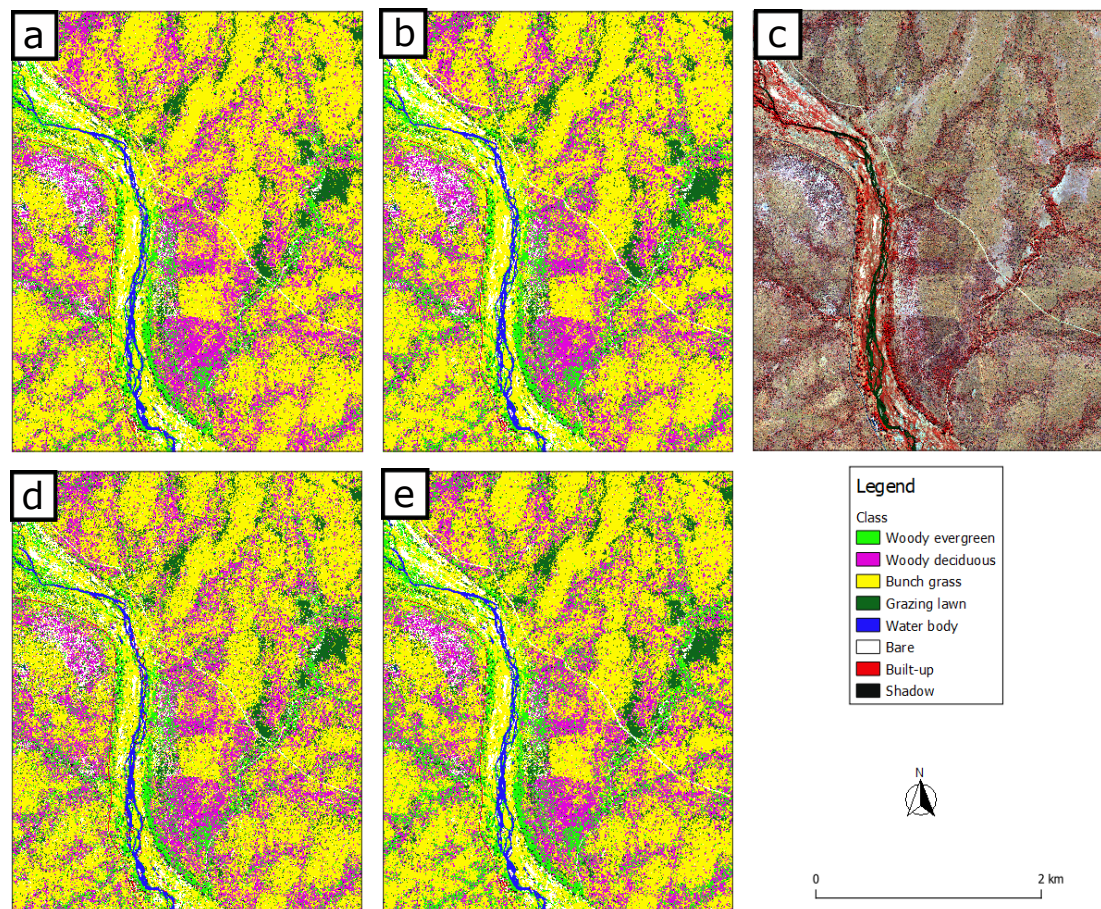 a
b
c
d
e
Legend
Class
Woody evergreen
Woody deciduous
Bunch grass
Grazing lawn
Water body
Bare
Built-up
Shadow
N
0 2 km